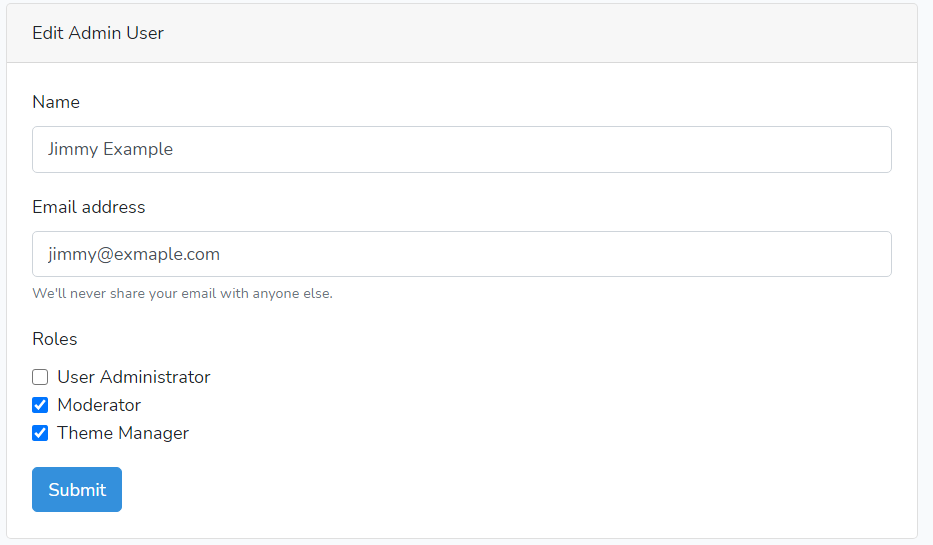 Edit Admin User
Name
Jimmy Example
Email address
jimmy@exmaple.com
We'll never share your email with anyone else.
Roles
User Administrator
Moderator
Theme Manager
Submit